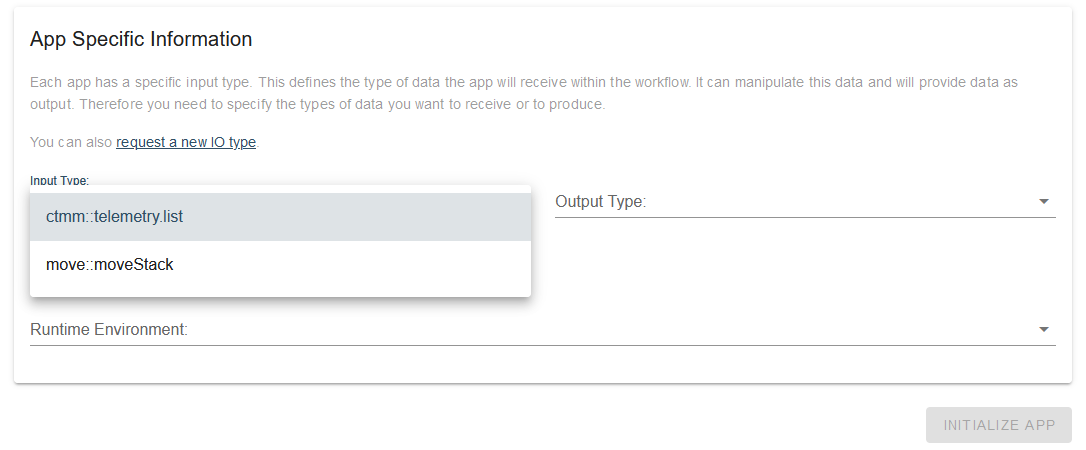 App Specific Information
Each app has a specific input type. This defines the type of data the app will receive within the workflow. It can manipulate this data and will provide data as
output. Therefore you need to specify the types of data you want to receive or to produce.
You can also request a new IO type.
Input Type:
ctmm::telemetry.list
move::moveStack
Output Type:
Runtime Environment:
INITIALIZE APP